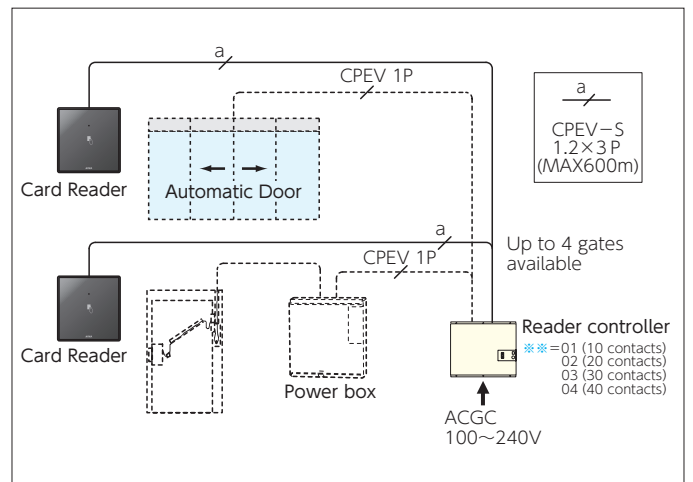 a
CPEV 1P
Card Reader
Automatic Door
a
CPEV−S
1.2×3P
(MAX600m)
a
CPEV 1P
Up to 4 gates
available
Card Reader
Power box
Reader controller
※※=01 (10 contacts)
02 (20 contacts)
03 (30 contacts)
04 (40 contacts)
ACGC
100〜240V